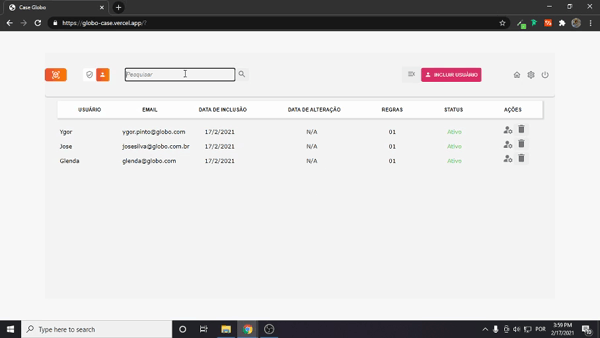 Case Globo
https://globo-case.vercel.app/?
Pesquisar
INCLUIR USUÁRIO
USUÁRIO EMAIL DATA DE INCLUSÃO DATA DE ALTERAÇÃO REGRAS STATUS AÇÕES
Ygor ygor.pinto@globo.com 17/2/2021 N/A 01 Ativo
Jose josesilva@globo.com.br 17/2/2021 N/A 01 Ativo
Glenda glenda@globo.com 17/2/2021 N/A 01 Ativo
Type here to search
POR
3:59 PM
2/17/2021